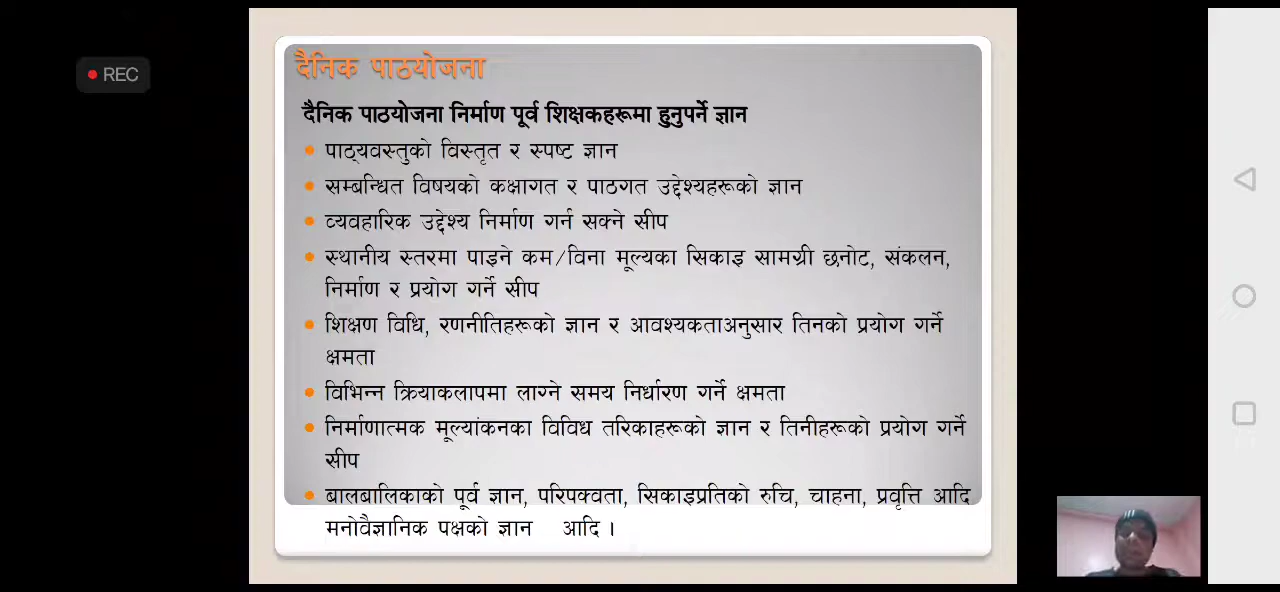 REC
दैनिक पाठयोजना
दैनिक पाठयोजना निर्माण पूर्व शिक्षकहरूमा हुनुपर्ने ज्ञान
पाठ्यवस्तुको विस्तृत र स्पष्ट ज्ञान
सम्बन्धित विषयको कक्षागत र पाठगत उद्देश्यहरूको ज्ञान
व्यवहारिक उद्देश्य निर्माण गर्न सक्ने सीप
स्थानीय स्तरमा पाइने कम/विना मूल्यका सिकाइ सामग्री छनोट, संकलन,
निर्माण र प्रयोग गर्ने सीप
शिक्षण विधि, रणनीतिहरूको ज्ञान र आवश्यकताअनुसार तिनको प्रयोग गर्ने
क्षमता
विभिन्न क्रियाकलापमा लाग्ने समय निर्धारण गर्ने क्षमता
निर्माणात्मक मूल्यांकनका विविध तरिकाहरूको ज्ञान र तिनीहरूको प्रयोग गर्ने
सीप
बालबालिकाको पूर्व ज्ञान, परिपक्वता, सिकाइप्रतिको रुचि, चाहना, प्रवृत्ति आदि
मनोवैज्ञानिक पक्षको ज्ञान आदि ।